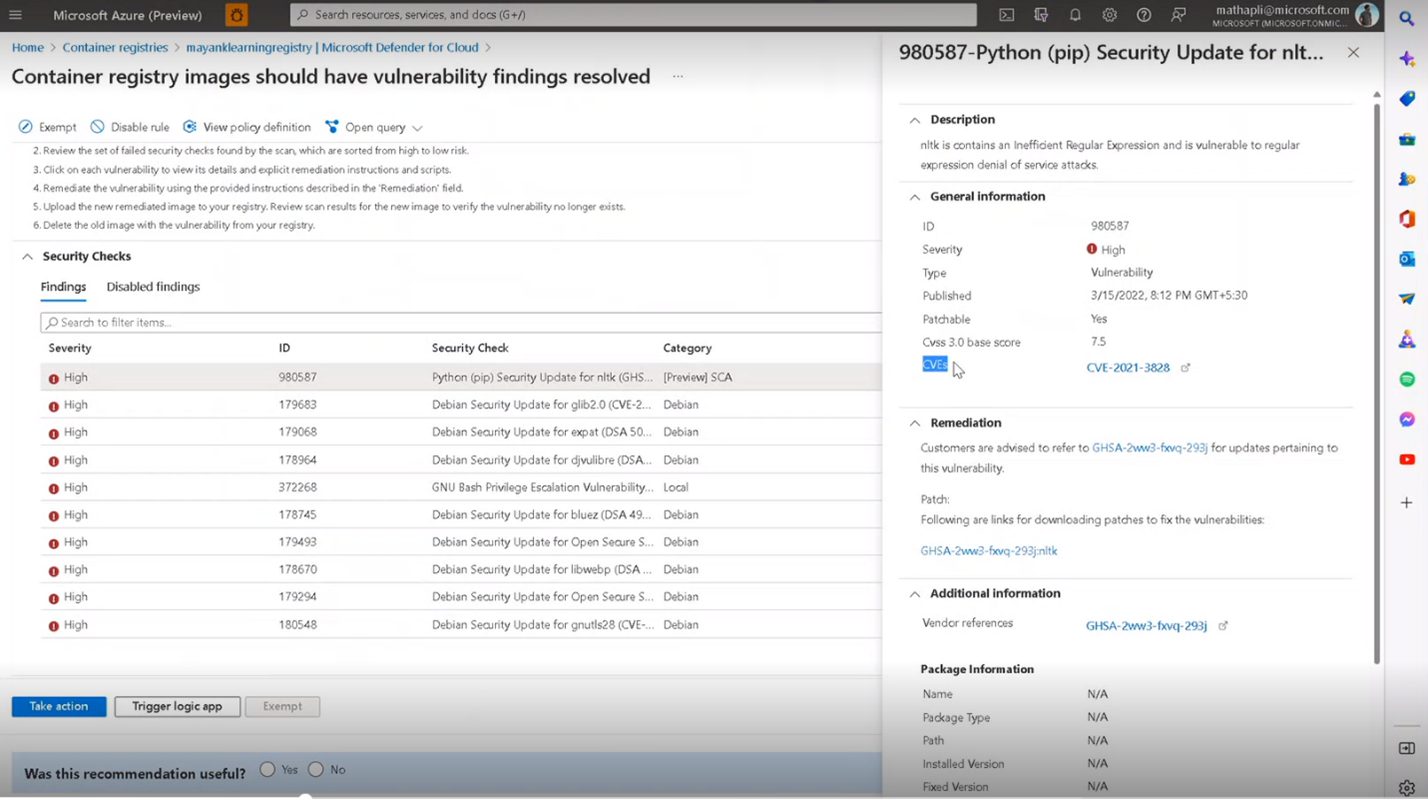 Microsoft Azure (Preview)
Search resources, services, and docs (G+/)
mathapli@microsoft.com
MICROSOFT (MICROSOFT.ONMIC...
Home > Container registries > mayanklearningregistry | Microsoft Defender for Cloud >
Container registry images should have vulnerability findings resolved ...
Exempt Disable rule View policy definition Open query
2. Review the set of failed security checks found by the scan, which are sorted from high to low risk.
3. Click on each vulnerability to view its details and explicit remediation instructions and scripts.
4. Remediate the vulnerability using the provided instructions described in the 'Remediation' field.
5. Upload the new remediated image to your registry. Review scan results for the new image to verify the vulnerability no longer exists.
6. Delete the old image with the vulnerability from your registry.
Security Checks
Findings Disabled findings
Search to filter items...
Severity ID Security Check Category
High 980587 Python (pip) Security Update for nltk (GHS... [Preview] SCA
High 179683 Debian Security Update for glib2.0 (CVE-2... Debian
High 179068 Debian Security Update for expat (DSA 50... Debian
High 178964 Debian Security Update for djvulibre (DSA... Debian
High 372268 GNU Bash Privilege Escalation Vulnerability... Local
High 178745 Debian Security Update for bluez (DSA 49... Debian
High 179493 Debian Security Update for Open Secure S... Debian
High 178670 Debian Security Update for libwebp (DSA ... Debian
High 179294 Debian Security Update for Open Secure S... Debian
High 180548 Debian Security Update for gnutls28 (CVE-... Debian
Take action Trigger logic app Exempt
Was this recommendation useful? Yes No
980587-Python (pip) Security Update for nlt...
Description
nltk is contains an Inefficient Regular Expression and is vulnerable to regular
expression denial of service attacks.
General information
ID 980587
Severity High
Type Vulnerability
Published 3/15/2022, 8:12 PM GMT+5:30
Patchable Yes
Cvss 3.0 base score 7.5
CVEs CVE-2021-3828
Remediation
Customers are advised to refer to GHSA-2ww3-fxvq-293j for updates pertaining to
this vulnerability.
Patch:
Following are links for downloading patches to fix the vulnerabilities:
GHSA-2ww3-fxvq-293j:nltk
Additional information
Vendor references GHSA-2ww3-fxvq-293j
Package Information
Name N/A
Package Type N/A
Path N/A
Installed Version N/A
Fixed Version N/A